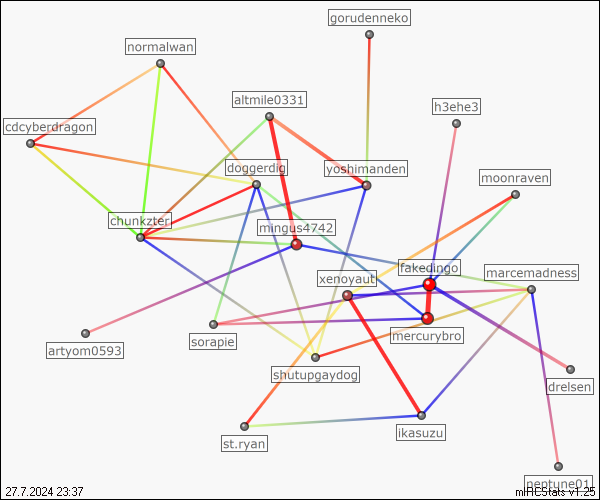 gorudenneko
normalwan
altmile0331
h3ehe3
cdcyberdragon
doggerdig
yoshimanden
moonraven
chunkzter
mingus4742
xenoyaut
fakedingo
marcemadness
artyom0593
sorapie
mercurybro
shutupgaydog
drelsen
st.ryan
ikasuzu
neptune01
27.7.2024 23:37
mIRCStats v1.25